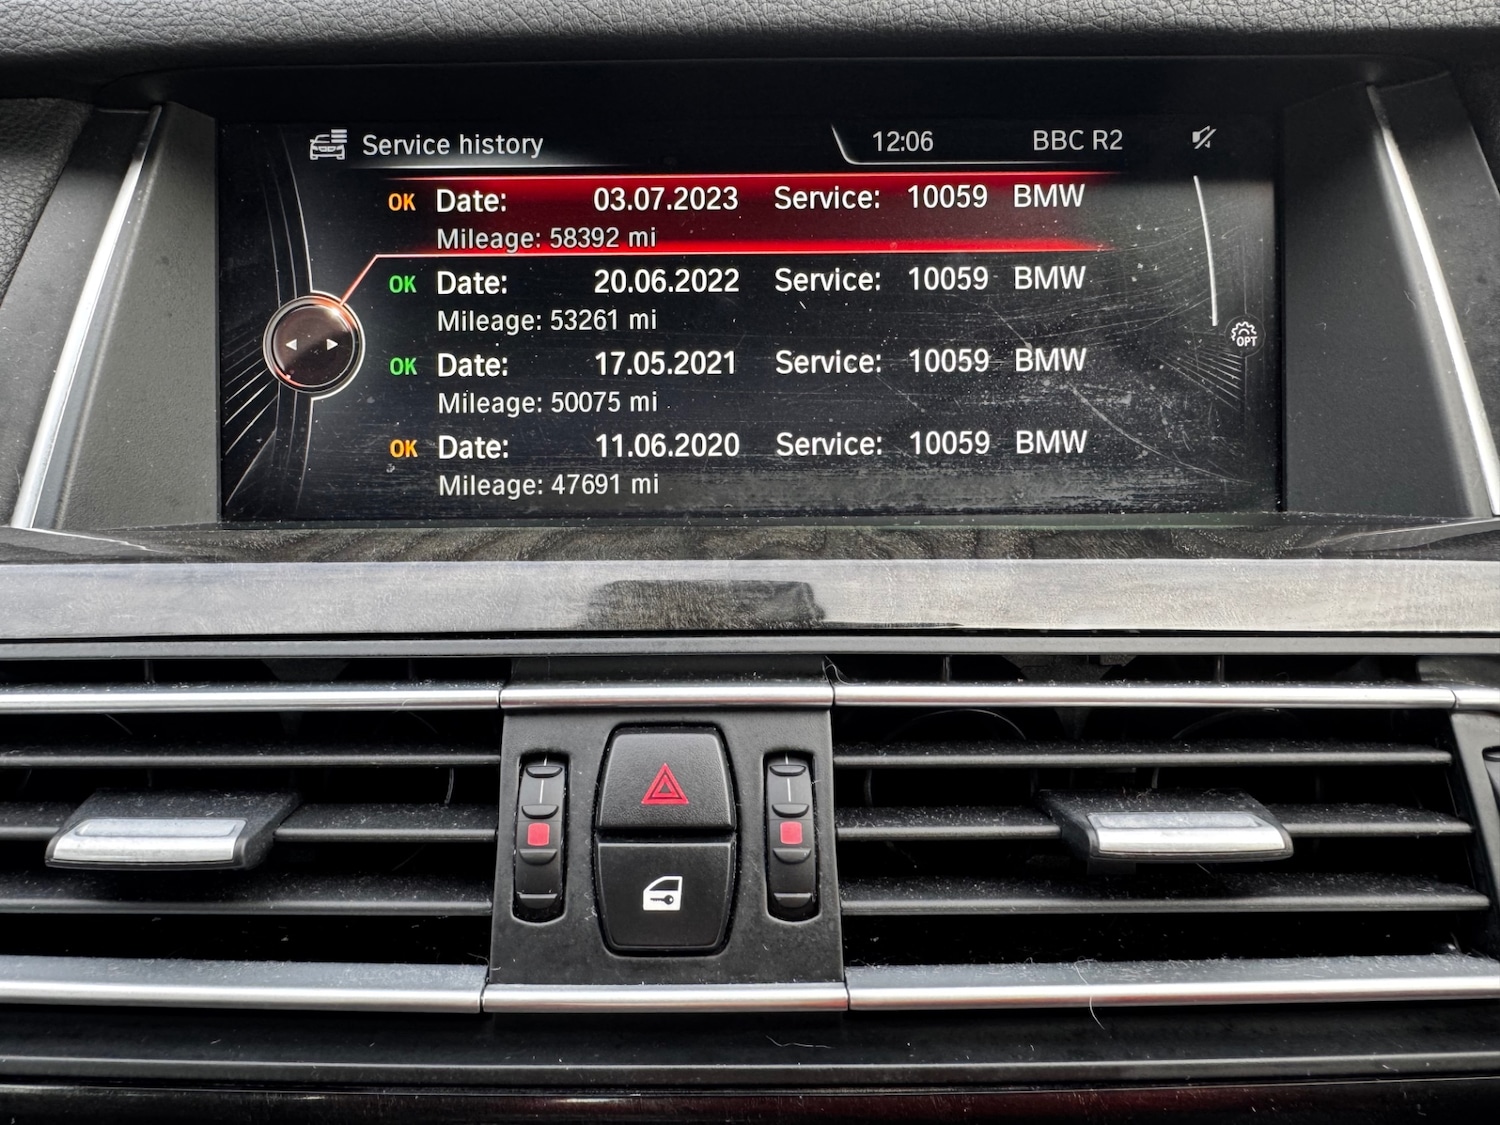 Service history 12:06 BBC R2
OK Date: 03.07.2023 Service: 10059 BMW
Mileage: 58392 mi
OK Date: 20.06.2022 Service: 10059 BMW
Mileage: 53261 mi
OPT
OK Date: 17.05.2021 Service: 10059 BMW
Mileage: 50075 mi
OK Date: 11.06.2020 Service: 10059 BMW
Mileage: 47691 mi